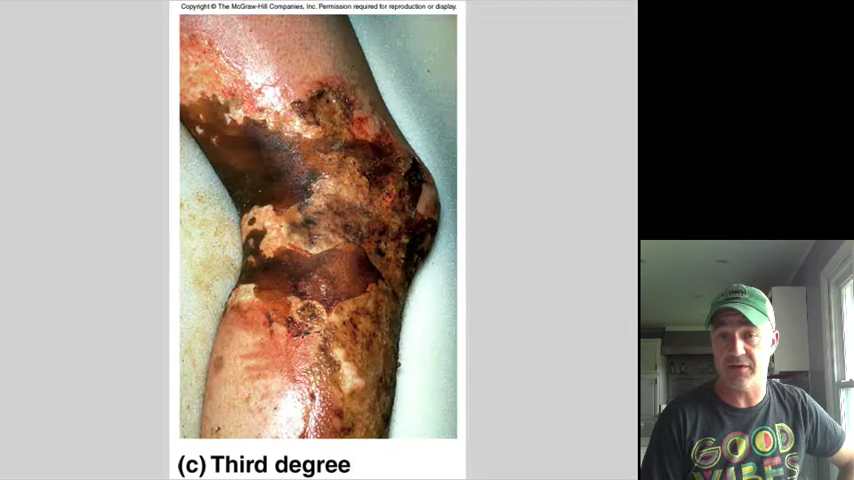 Copyright © The McGraw-Hill Companies, Inc. Permission required for reproduction or display.
(c) Third degree
GOOD
VIBES